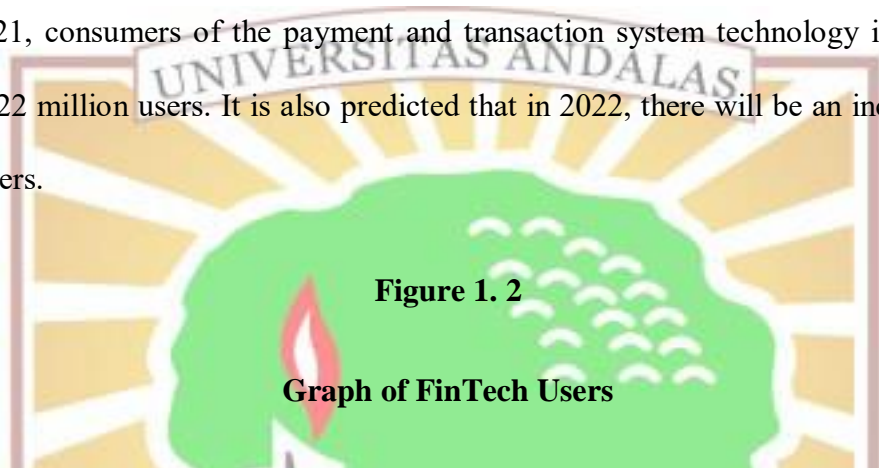 21, consumers of the payment and transaction system technology i
UNIVERSITAS ANDALAS
22 million users. It is also predicted that in 2022, there will be an in
ers.
Figure 1. 2
Graph of FinTech Users